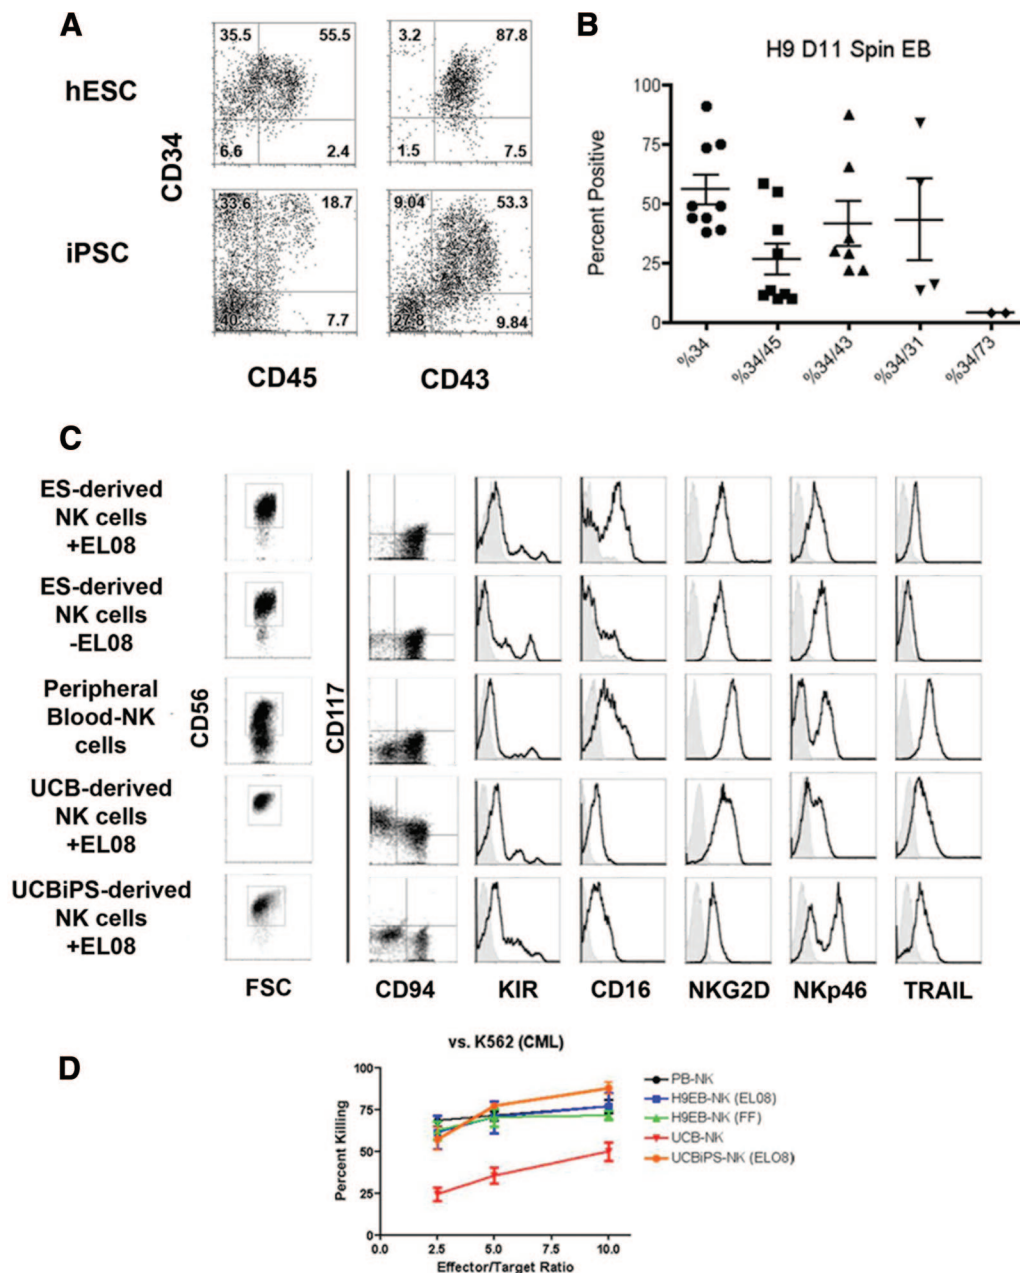 A
hESC
iPSC
CD34
35.5 55.5
6.6 2.4
3.2 87.8
1.5 7.5
33.6 18.7
40 7.7
9.04 53.3
27.8 9.84
CD45
CD43
B
H9 D11 Spin EB
Percent Positive
100
75
50
25
0
%34
%34/45
%34/43
%34/31
%34/73
C
ES-derived
NK cells
+EL08
ES-derived
NK cells
-EL08
Peripheral
Blood-NK
cells
UCB-derived
NK cells
+EL08
UCBiPS-derived
NK cells
+EL08
CD56
CD117
FSC
CD94
KIR
CD16
NKG2D
NKp46
TRAIL
D
vs. K562 (CML)
Percent Killing
100
75
50
25
0
0.0 2.5 5.0 7.5 10.0
Effector/Target Ratio
PB-NK
H9EB-NK (EL08)
H9EB-NK (FF)
UCB-NK
UCBiPS-NK (ELO8)